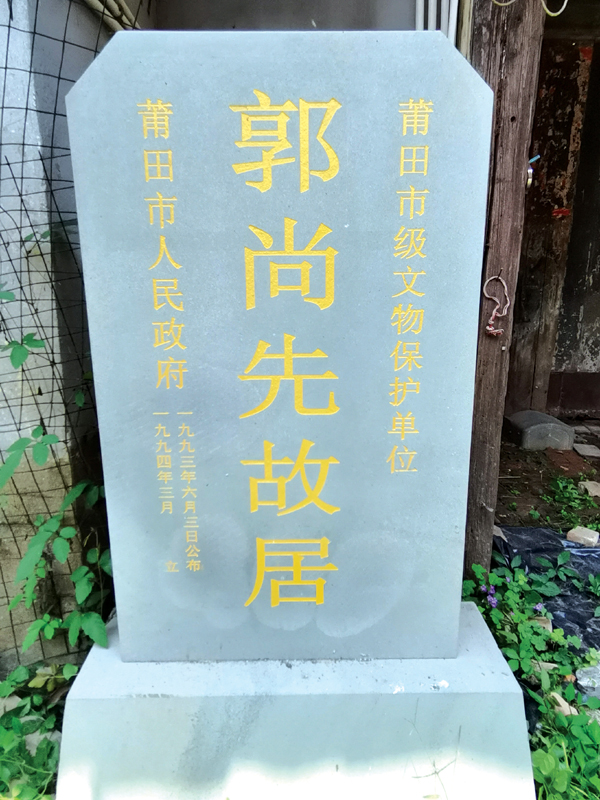 莆田市级文物保护单位
郭尚先故居
莆田市人民政府
一九九三年六月三日公布
一九九四年三月 立